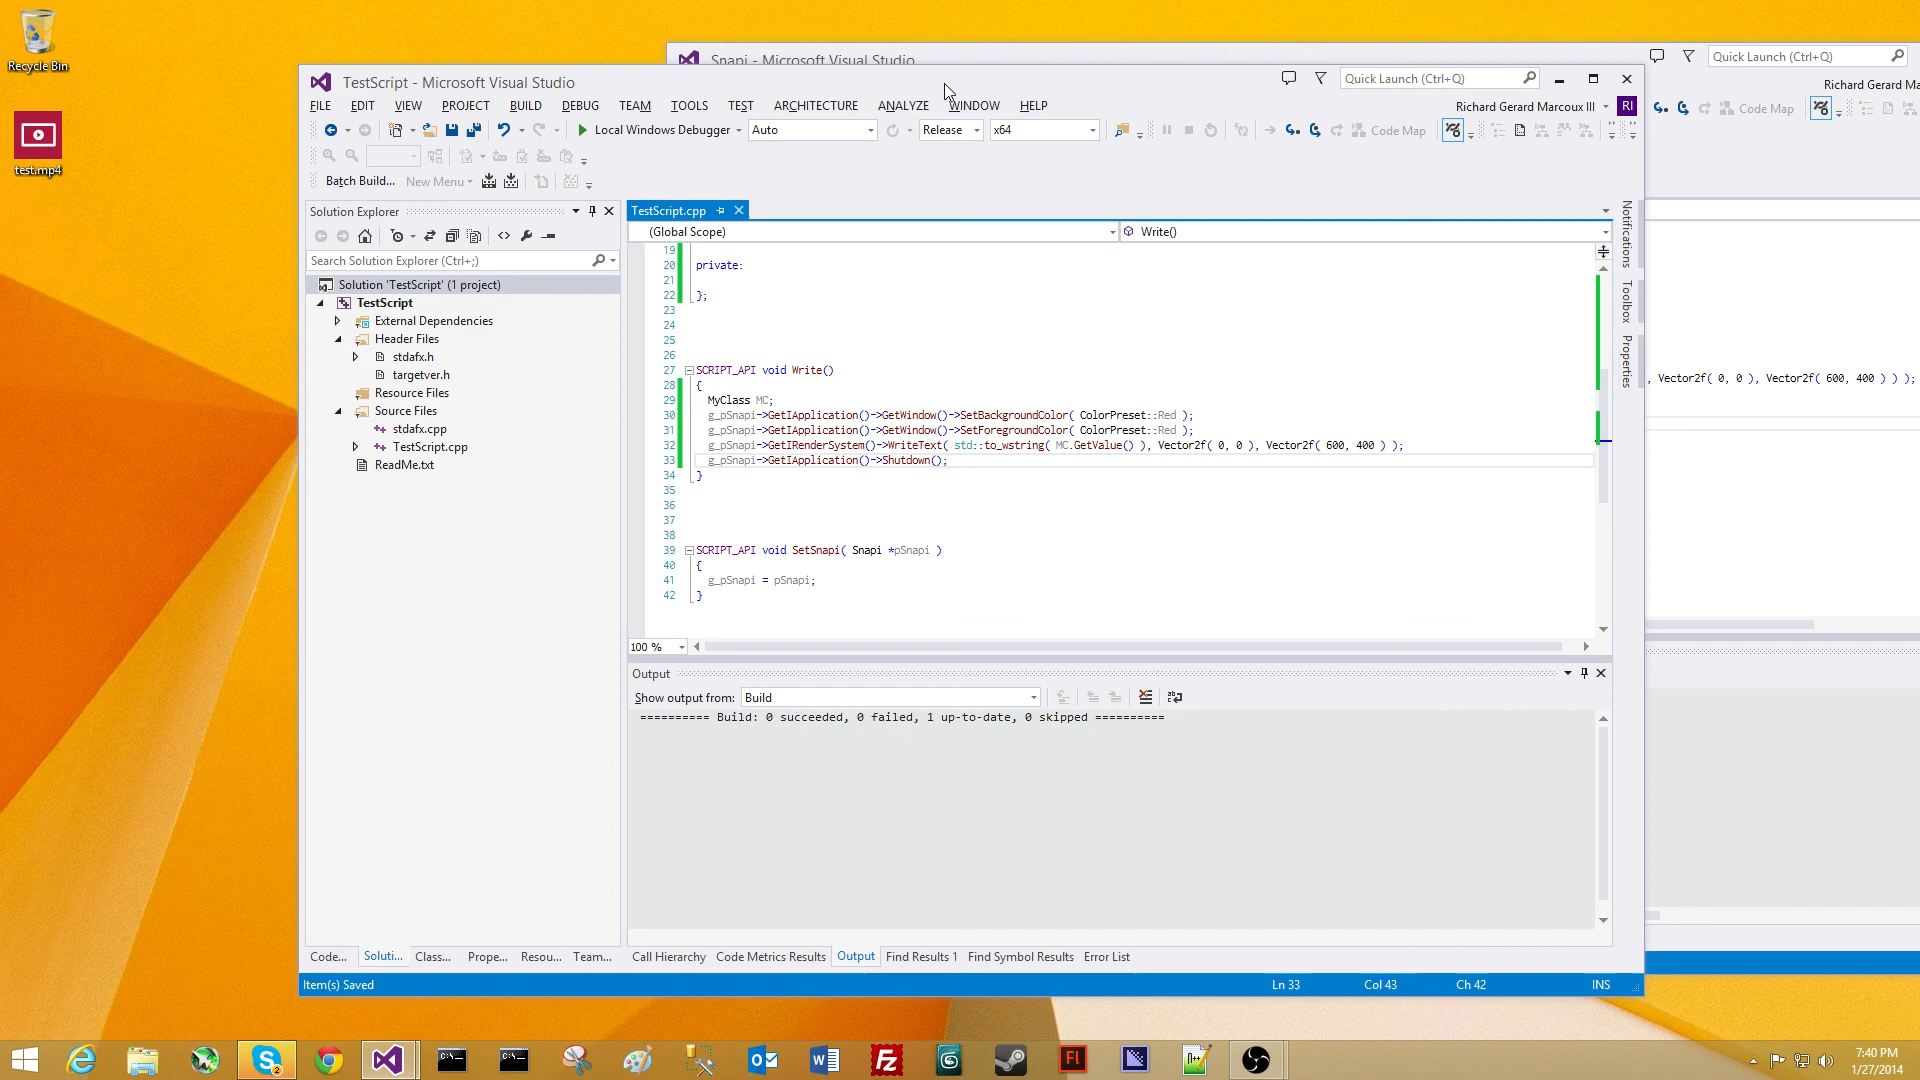 Recycle Bin
test.mp4
Snapi - Microsoft Visual Studio
Quick Launch (Ctrl+Q)
Richard Gerard Ma
Code Map
TestScript - Microsoft Visual Studio
Quick Launch (Ctrl+Q)
FILE EDIT VIEW PROJECT BUILD DEBUG TEAM TOOLS TEST ARCHITECTURE ANALYZE WINDOW HELP
Richard Gerard Marcoux III RI
Local Windows Debugger Auto Release x64 Code Map
Batch Build... New Menu
Solution Explorer
Search Solution Explorer (Ctrl+;)
Solution 'TestScript' (1 project)
TestScript
External Dependencies
Header Files
stdafx.h
targetver.h
Resource Files
Source Files
stdafx.cpp
TestScript.cpp
ReadMe.txt
TestScript.cpp
(Global Scope) Write()
19
20 private:
21
22 };
23
24
25
26
27 SCRIPT_API void Write()
28 {
29 MyClass MC;
30 g_pSnapi->GetIApplication()->GetWindow()->SetBackgroundColor( ColorPreset::Red );
31 g_pSnapi->GetIApplication()->GetWindow()->SetForegroundColor( ColorPreset::Red );
32 g_pSnapi->GetIRenderSystem()->WriteText( std::to_wstring( MC.GetValue() ), Vector2f( 0, 0 ), Vector2f( 600, 400 ) );
33 g_pSnapi->GetIApplication()->Shutdown();
34 }
35
36
37
38
39 SCRIPT_API void SetSnapi( Snapi *pSnapi )
40 {
41 g_pSnapi = pSnapi;
42 }
100 %
Notifications
Toolbox
Properties
, Vector2f( 0, 0 ), Vector2f( 600, 400 ) ) );
Output
Show output from: Build
========== Build: 0 succeeded, 0 failed, 1 up-to-date, 0 skipped ==========
Code... Soluti... Class... Prope... Resou... Team...
Call Hierarchy Code Metrics Results Output Find Results 1 Find Symbol Results Error List
Item(s) Saved Ln 33 Col 43 Ch 42 INS
7:40 PM
1/27/2014